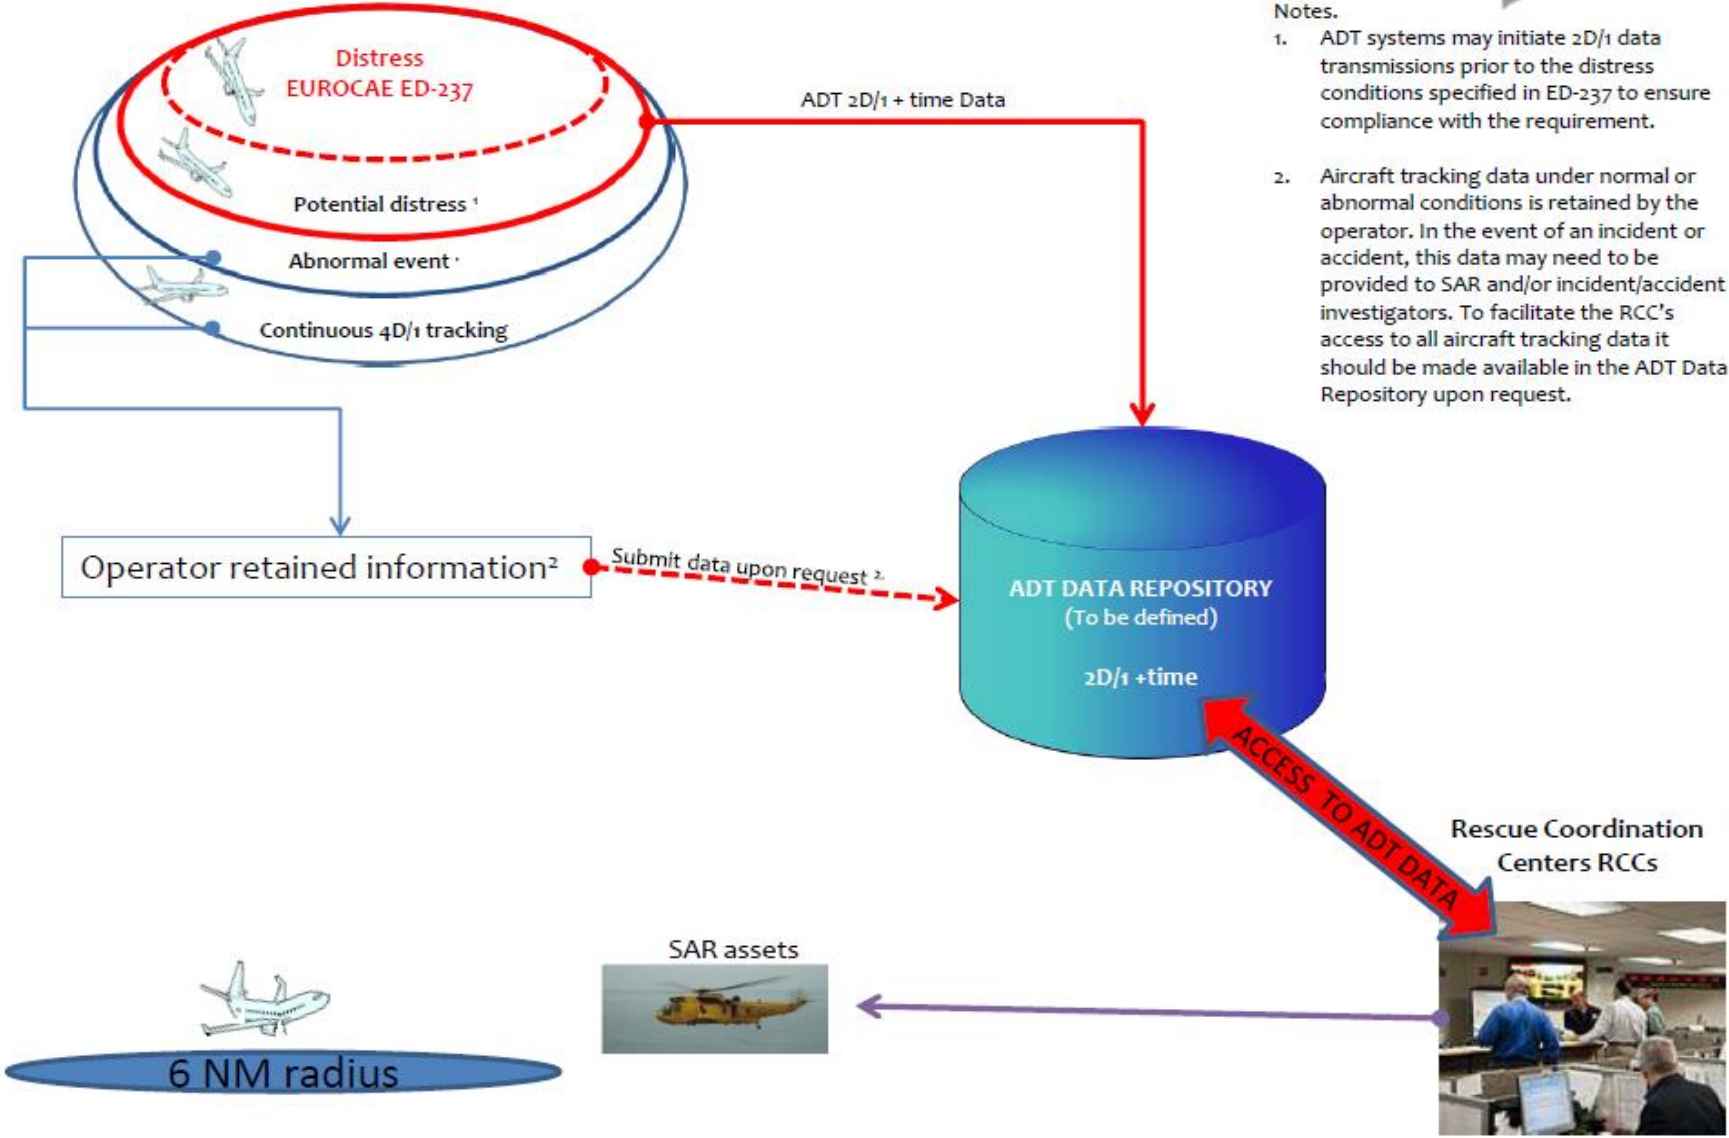 Notes.
1. ADT systems may initiate 2D/1 data
transmissions prior to the distress
conditions specified in ED-237 to ensure
compliance with the requirement.
2. Aircraft tracking data under normal or
abnormal conditions is retained by the
operator. In the event of an incident or
accident, this data may need to be
provided to SAR and/or incident/accident
investigators. To facilitate the RCC's
access to all aircraft tracking data it
should be made available in the ADT Data
Repository upon request.
Distress
EUROCAE ED-237
ADT 2D/1 + time Data
Potential distress ¹
Abnormal event
Continuous 4D/1 tracking
Operator retained information²
Submit data upon request ²·
ADT DATA REPOSITORY
(To be defined)
2D/1 +time
ACCESS TO ADT DATA
Rescue Coordination
Centers RCCs
SAR assets
6 NM radius